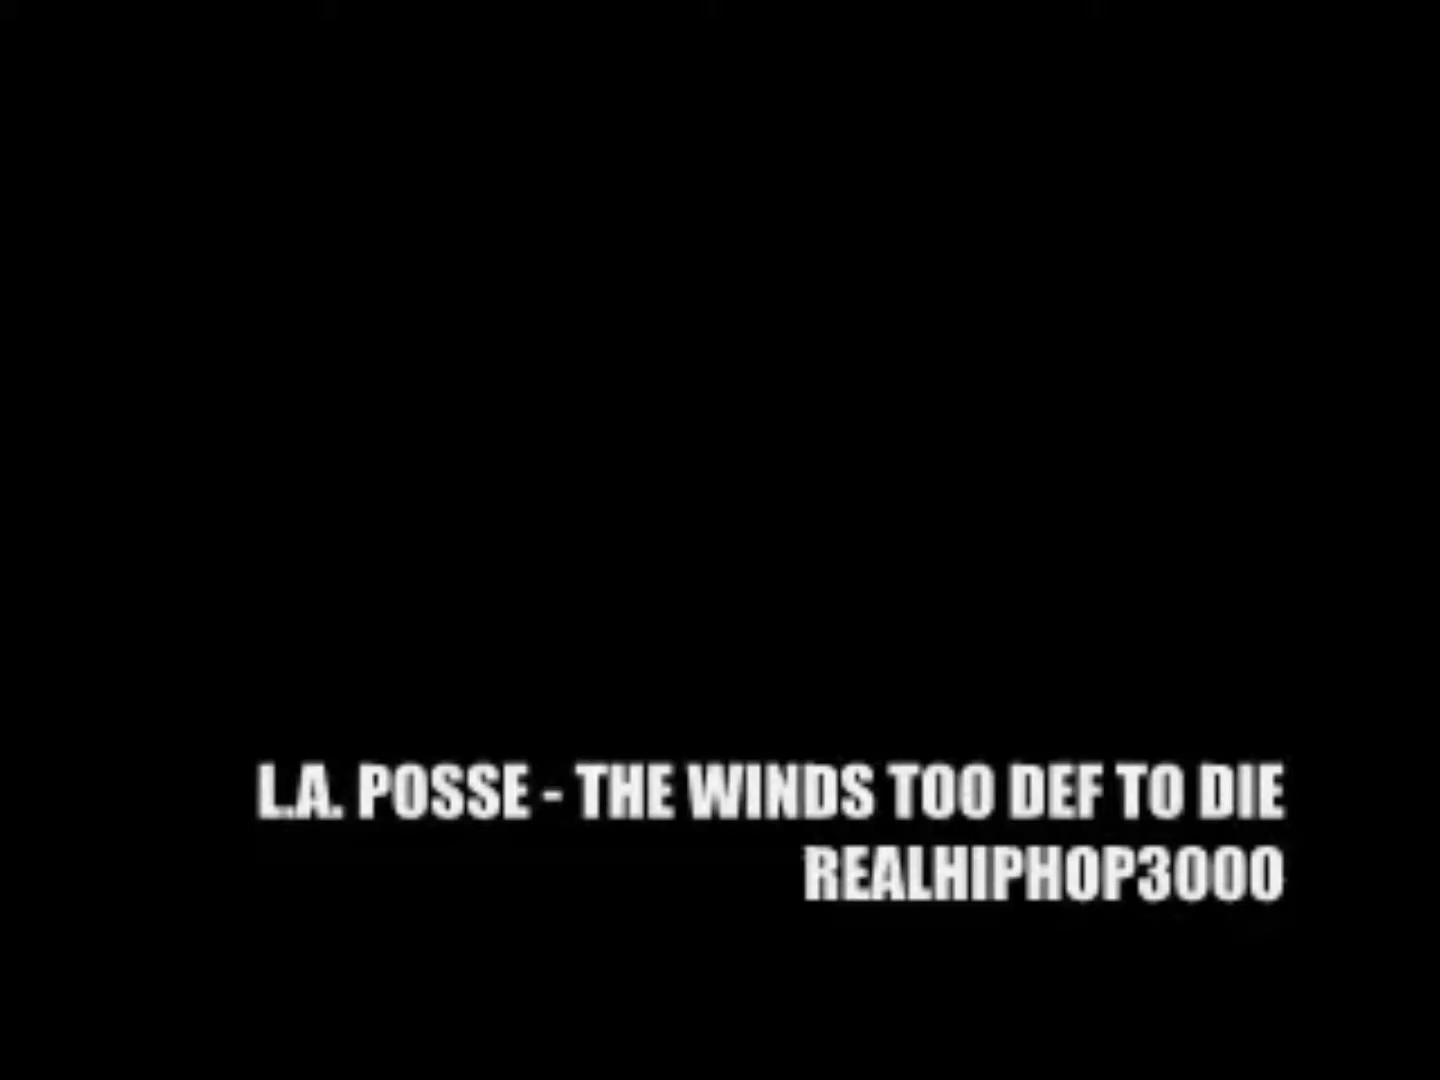 L.A. POSSE - THE WINDS TOO DEF TO DIE
REALHIPHOP3000